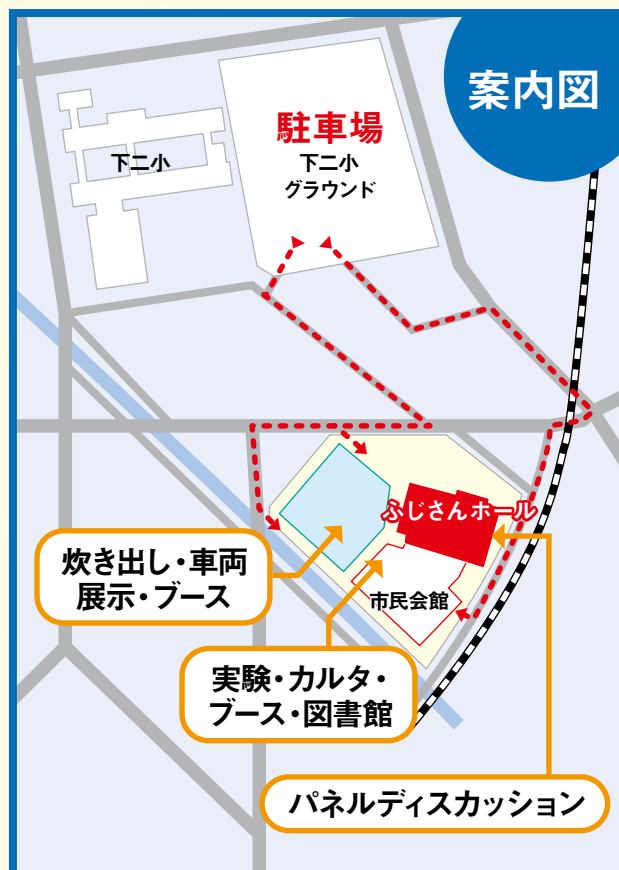 案内図
駐車場
下二小
グラウンド
下二小
ふじさんホール
市民会館
炊き出し・車両
展示・ブース
実験・カルタ・
ブース・図書館
パネルディスカッション